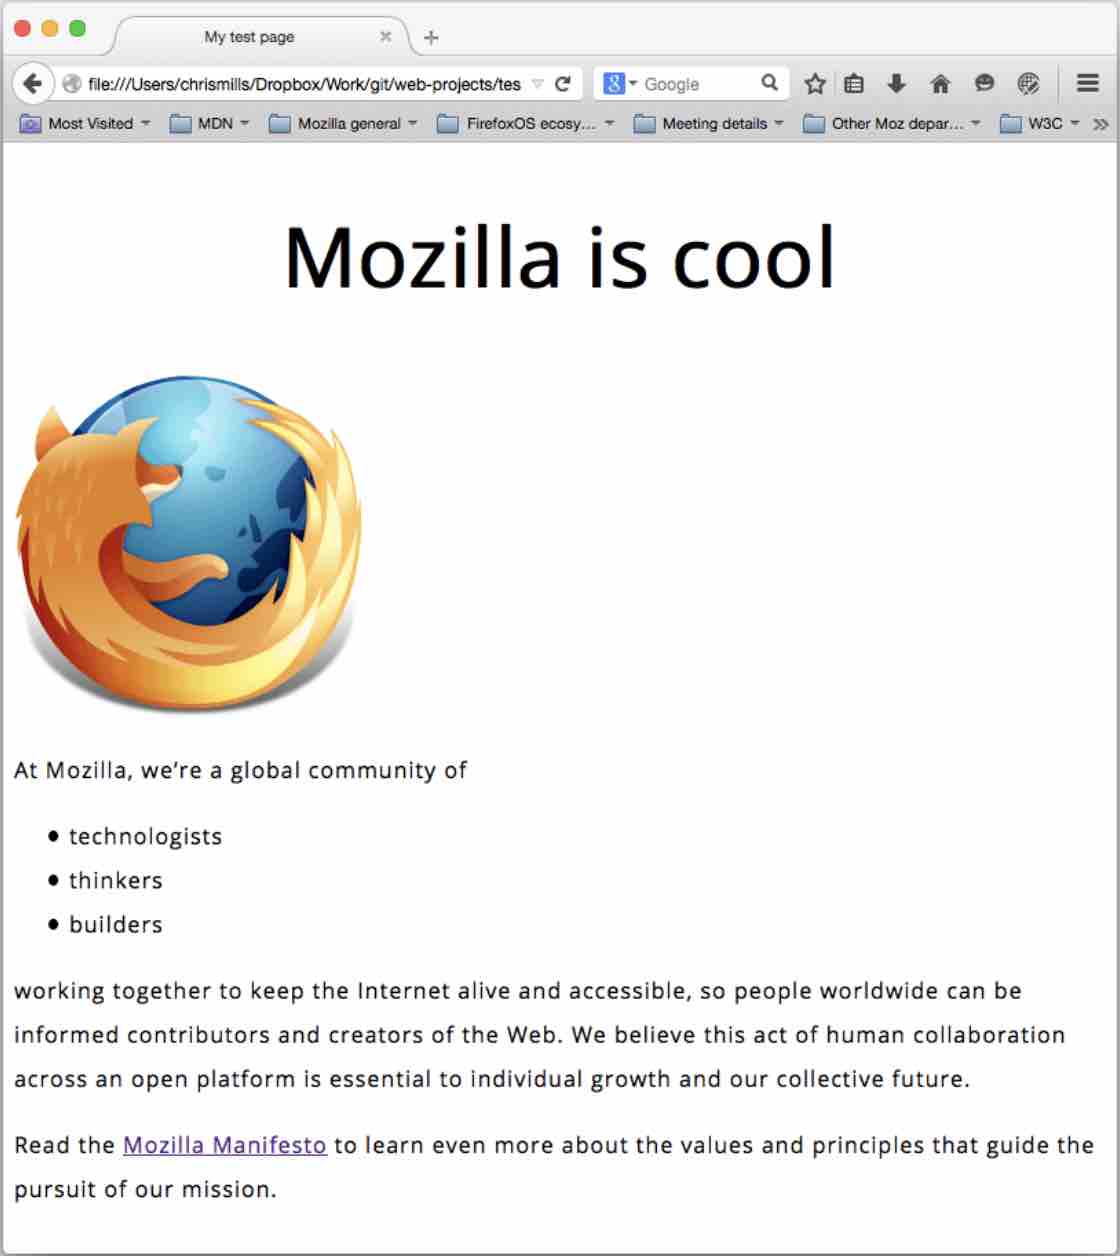 My test page
file:///Users/chrismills/Dropbox/Work/git/web-projects/tes
Google
Most Visited MDN Mozilla general FirefoxOS ecosy... Meeting details Other Moz depar... W3C
Mozilla is cool
At Mozilla, we’re a global community of
• technologists
• thinkers
• builders
working together to keep the Internet alive and accessible, so people worldwide can be
informed contributors and creators of the Web. We believe this act of human collaboration
across an open platform is essential to individual growth and our collective future.
Read the Mozilla Manifesto to learn even more about the values and principles that guide the
pursuit of our mission.